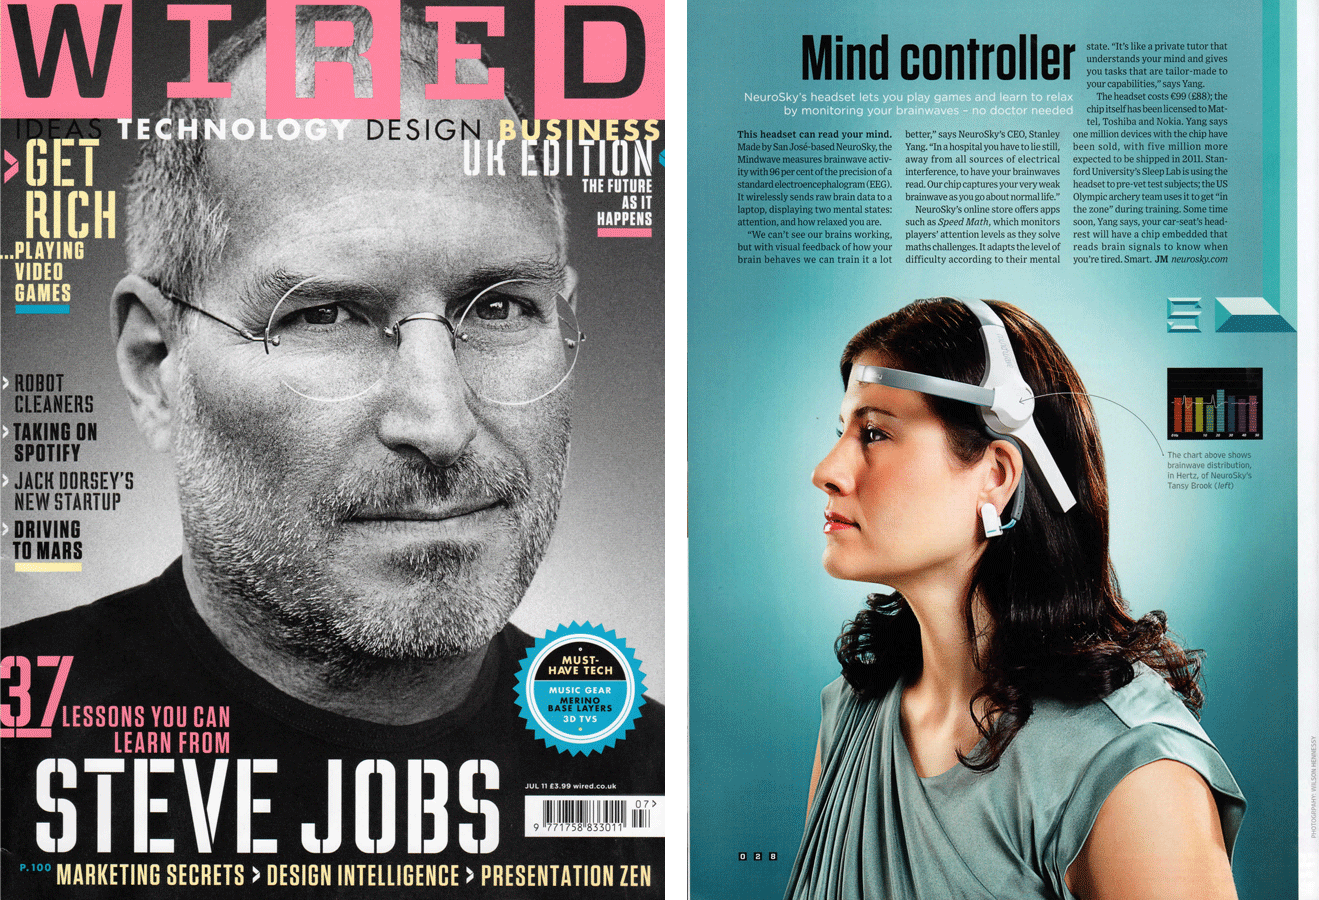 WIRED
IDEAS TECHNOLOGY DESIGN BUSINESS
UK EDITION
THE FUTURE
AS IT
HAPPENS
> GET
RICH
...PLAYING
VIDEO
GAMES
> ROBOT
CLEANERS
> TAKING ON
SPOTIFY
> JACK DORSEY'S
NEW STARTUP
> DRIVING
TO MARS
MUST-
HAVE TECH
MUSIC GEAR
MERINO
BASE LAYERS
3D TVS
37 LESSONS YOU CAN
LEARN FROM
STEVE JOBS
JUL 11 £3.99 wired.co.uk
07>
9 771758 833011
P.100 MARKETING SECRETS > DESIGN INTELLIGENCE > PRESENTATION ZEN
Mind controller
NeuroSky's headset lets you play games and learn to relax
by monitoring your brainwaves – no doctor needed
This headset can read your mind.
Made by San José-based NeuroSky, the
Mindwave measures brainwave activ-
ity with 96 per cent of the precision of a
standard electroencephalogram (EEG).
It wirelessly sends raw brain data to a
laptop, displaying two mental states:
attention, and how relaxed you are.
"We can't see our brains working,
but with visual feedback of how your
brain behaves we can train it a lot
better," says NeuroSky's CEO, Stanley
Yang. "In a hospital you have to lie still,
away from all sources of electrical
interference, to have your brainwaves
read. Our chip captures your very weak
brainwave as you go about normal life."
NeuroSky's online store offers apps
such as Speed Math, which monitors
players' attention levels as they solve
maths challenges. It adapts the level of
difficulty according to their mental
state. "It's like a private tutor that
understands your mind and gives
you tasks that are tailor-made to
your capabilities," says Yang.
The headset costs €99 (£88); the
chip itself has been licensed to Mat-
tel, Toshiba and Nokia. Yang says
one million devices with the chip have
been sold, with five million more
expected to be shipped in 2011. Stan-
ford University's Sleep Lab is using the
headset to pre-vet test subjects; the US
Olympic archery team uses it to get "in
the zone" during training. Some time
soon, Yang says, your car-seat's head-
rest will have a chip embedded that
reads brain signals to know when
you're tired. Smart. JM neurosky.com
The chart above shows
brainwave distribution,
in Hertz, of NeuroSky's
Tansy Brook (left)
PHOTOGRAPHY: WILSON HENNESSY
028